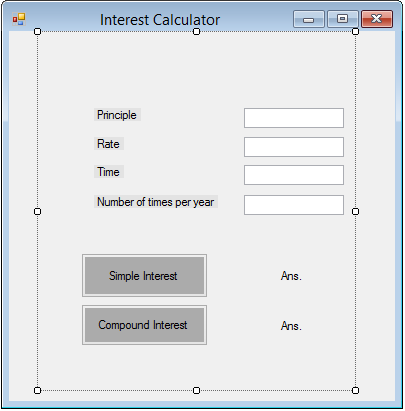 Interest Calculator
Principle
Rate
Time
Number of times per year
Simple Interest Ans.
Compound Interest Ans.